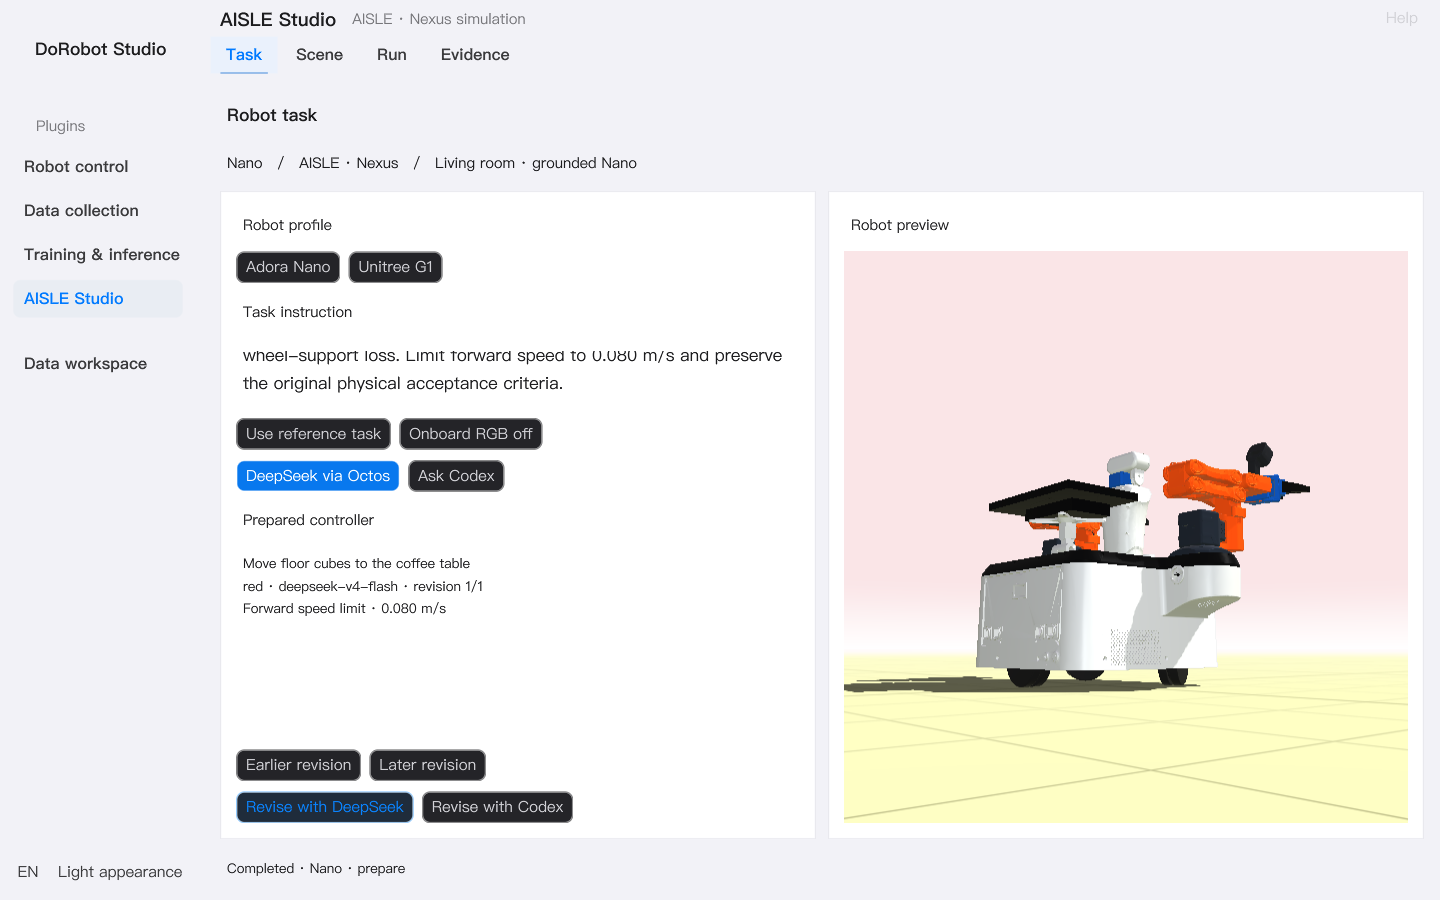 DoRobot Studio
AISLE Studio
AISLE · Nexus simulation
Help
Task
Scene
Run
Evidence
Plugins
Robot control
Data collection
Training & inference
AISLE Studio
Data workspace
EN
Light appearance
Robot task
Nano / AISLE · Nexus / Living room · grounded Nano
Robot profile
Adora Nano
Unitree G1
Task instruction
wheel-support loss. Limit forward speed to 0.080 m/s and preserve
the original physical acceptance criteria.
Use reference task
Onboard RGB off
DeepSeek via Octos
Ask Codex
Prepared controller
Move floor cubes to the coffee table
red · deepseek-v4-flash · revision 1/1
Forward speed limit · 0.080 m/s
Earlier revision
Later revision
Revise with DeepSeek
Revise with Codex
Robot preview
Completed · Nano · prepare